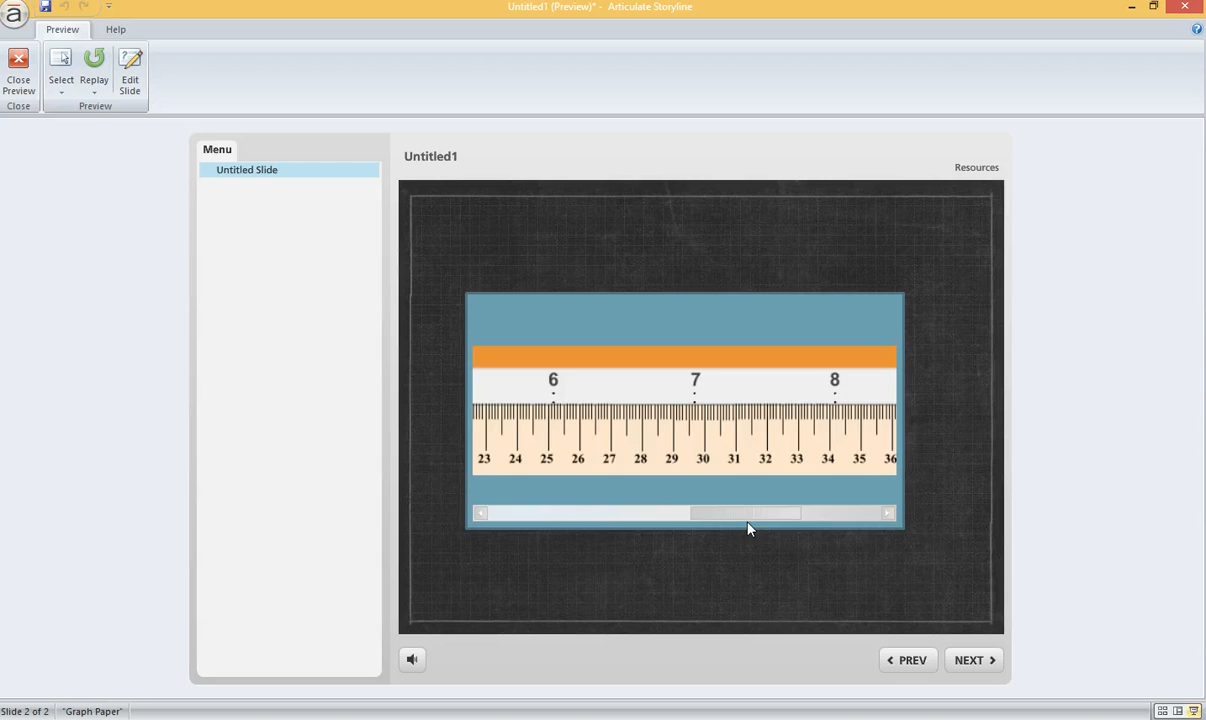 Untitled1 (Preview)* - Articulate Storyline
Preview Help
Close Preview
Select
Replay
Edit Slide
Close
Preview
Menu
Untitled Slide
Untitled1
Resources
6 7 8
23 24 25 26 27 28 29 30 31 32 33 34 35 36
PREV
NEXT
Slide 2 of 2 "Graph Paper"